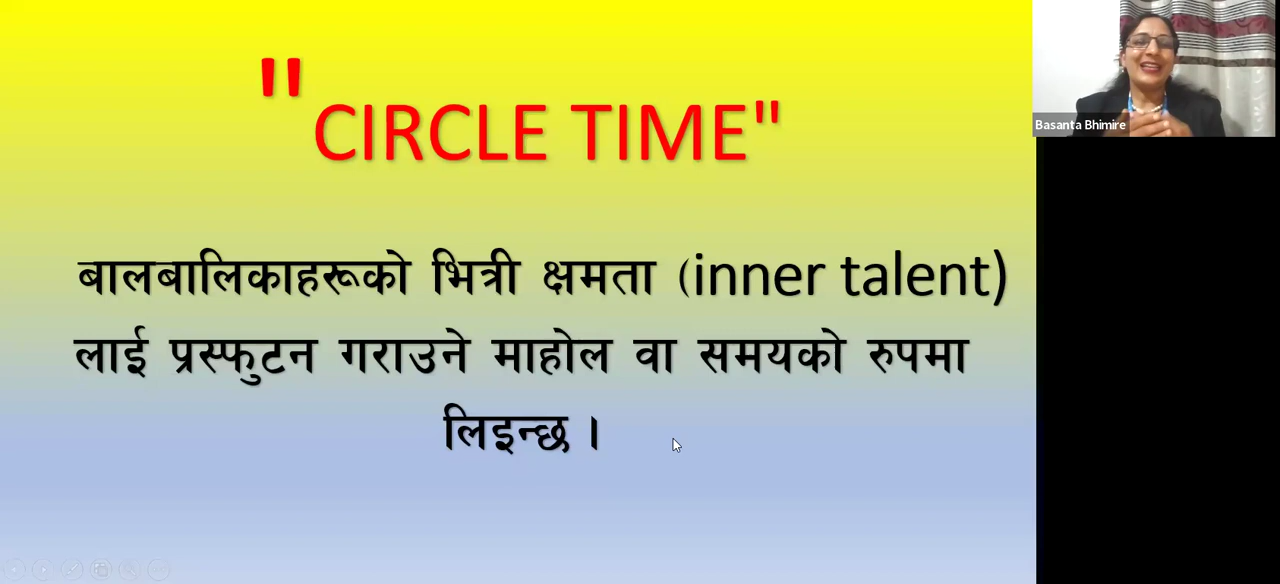 "CIRCLE TIME"
बालबालिकाहरूको भित्री क्षमता (inner talent)
लाई प्रस्फुटन गराउने माहोल वा समयको रुपमा
लिइन्छ ।
Basanta Bhimire